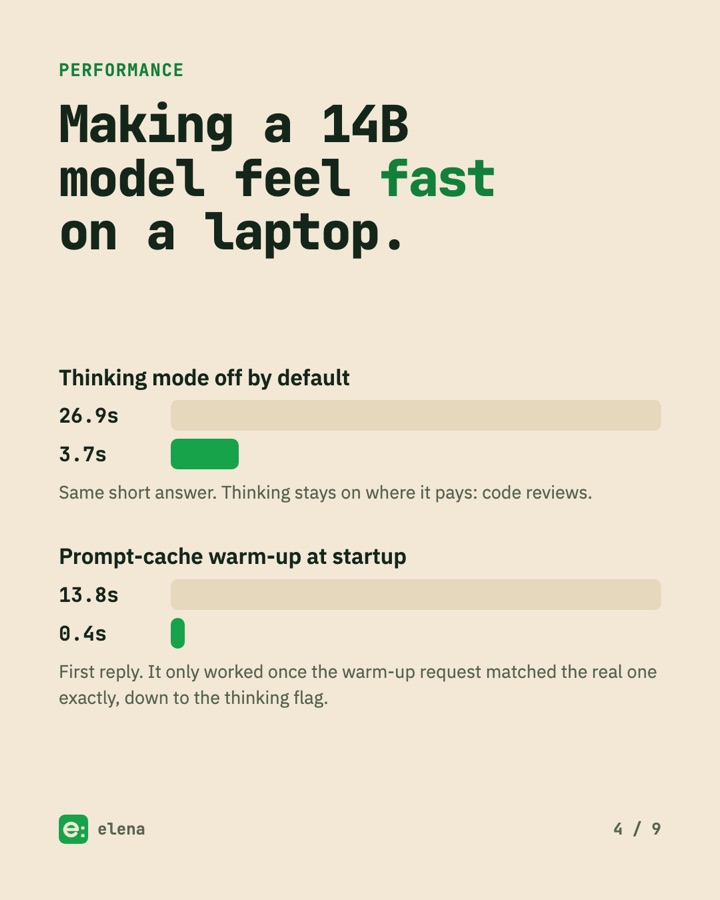 PERFORMANCE
Making a 14B
model feel fast
on a laptop.
Thinking mode off by default
26.9s
3.7s
Same short answer. Thinking stays on where it pays: code reviews.
Prompt-cache warm-up at startup
13.8s
0.4s
First reply. It only worked once the warm-up request matched the real one
exactly, down to the thinking flag.
e: elena
4 / 9